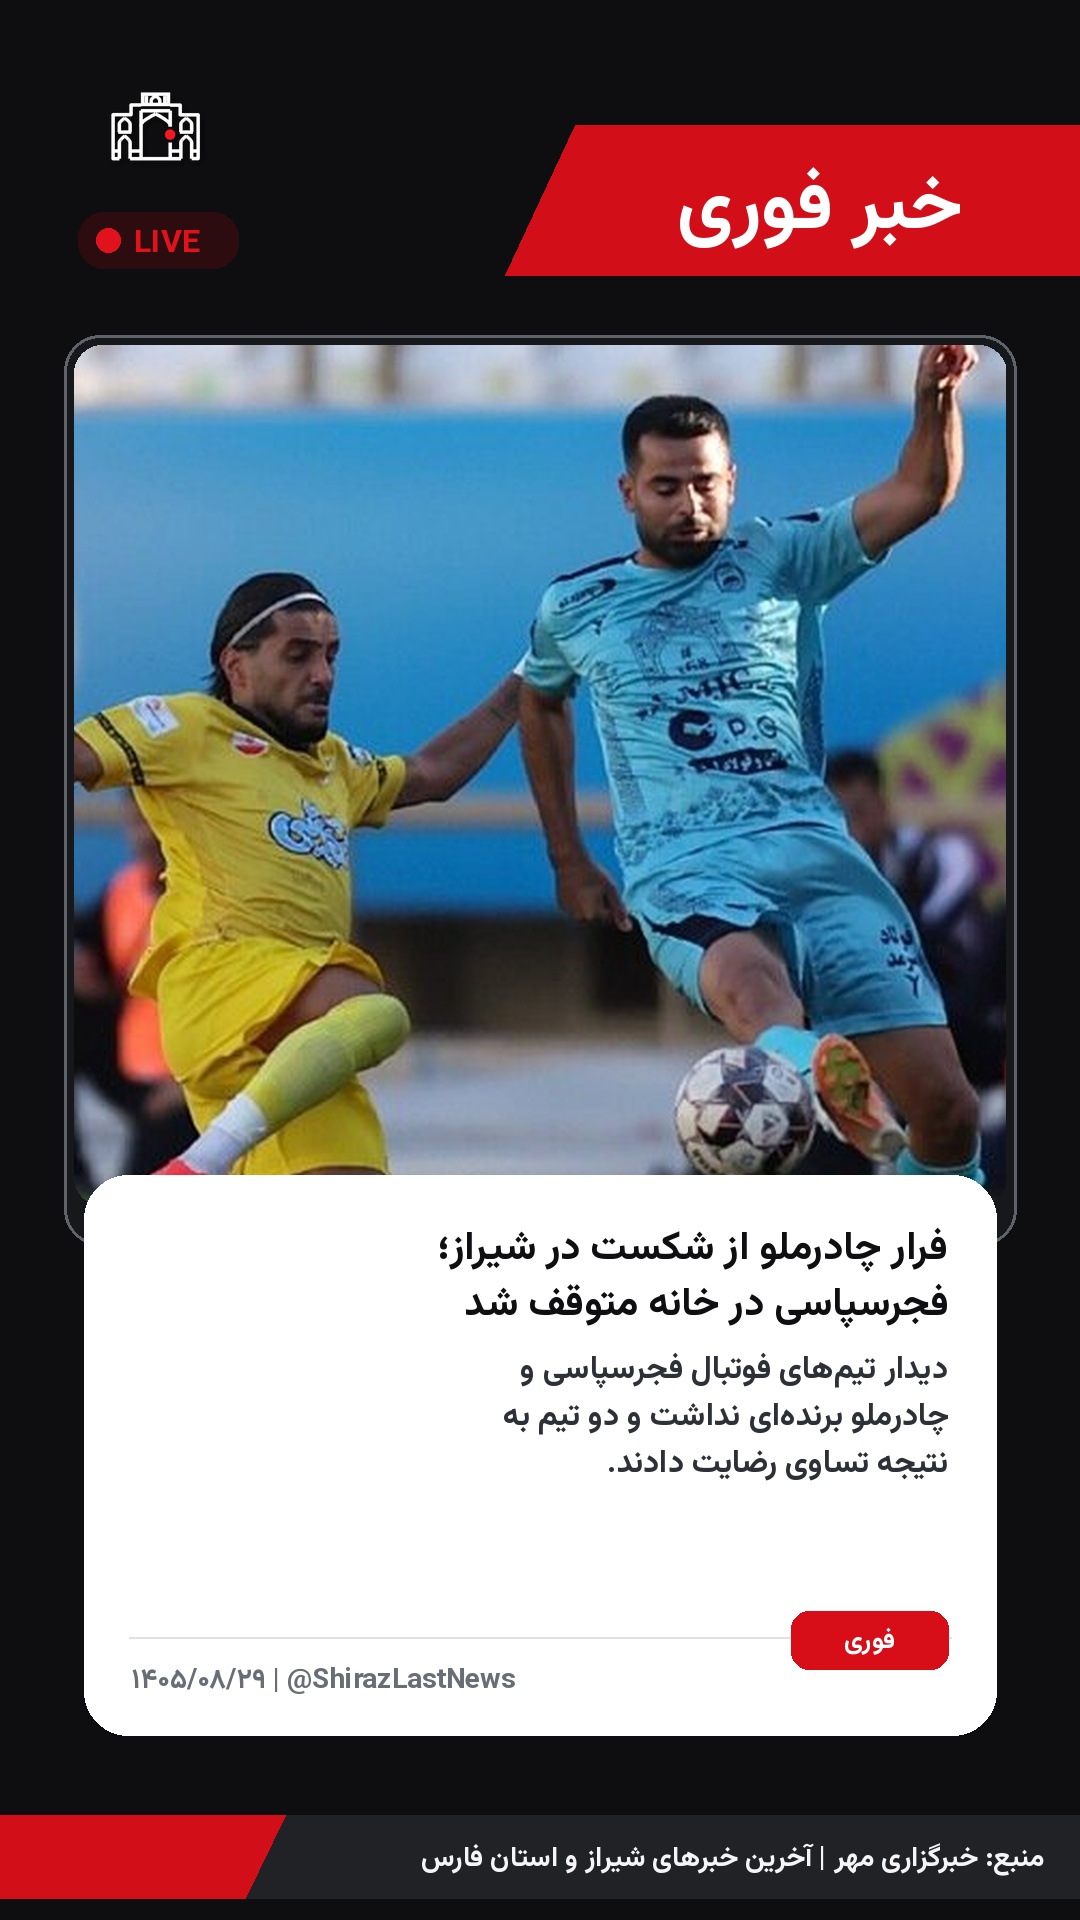 خبر فوری
LIVE
C.P.G
فرار چادرملو از شکست در شیراز؛
فجرسپاسی در خانه متوقف شد
دیدار تیم‌های فوتبال فجرسپاسی و
چادرملو برنده‌ای نداشت و دو تیم به
نتیجه تساوی رضایت دادند.
فوری
۱۴۰۵/۰۸/۲۹ | @ShirazLastNews
منبع: خبرگزاری مهر | آخرین خبرهای شیراز و استان فارس